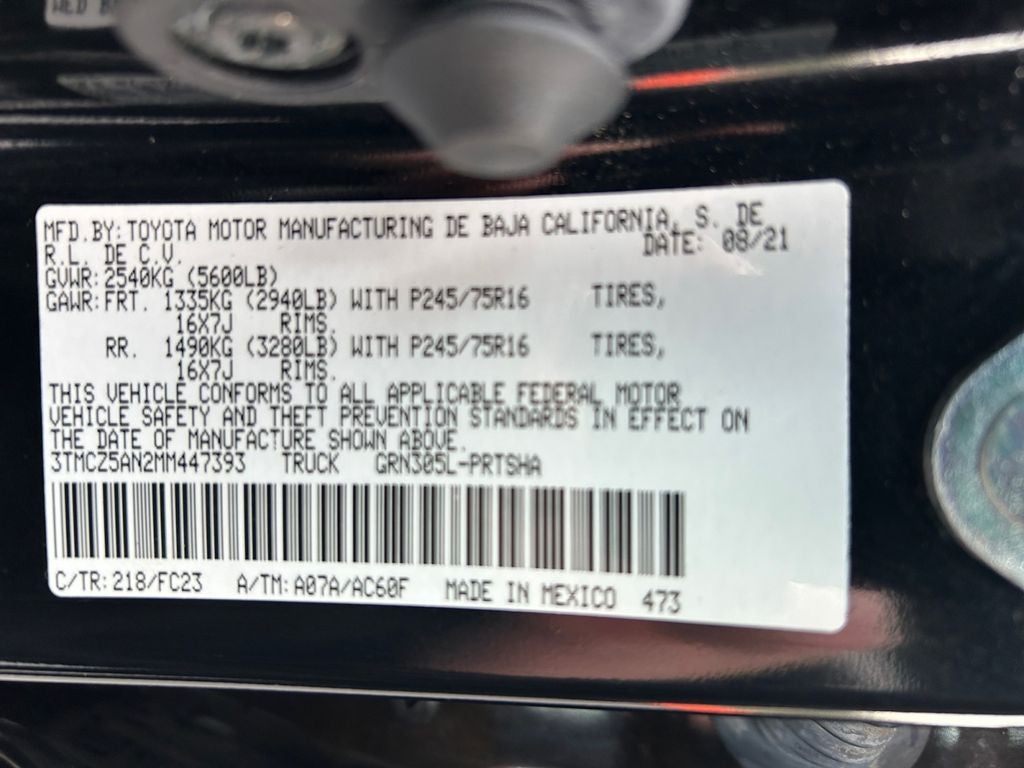 MFD.BY: TOYOTA MOTOR MANUFACTURING DE BAJA CALIFORNIA, S. DE
R.L. DE C.V. DATE: 08/21
GVWR: 2540KG (5600LB)
GAWR: FRT. 1335KG (2940LB) WITH P245/75R16 TIRES,
16X7J RIMS.
RR. 1490KG (3280LB) WITH P245/75R16 TIRES,
16X7J RIMS.
THIS VEHICLE CONFORMS TO ALL APPLICABLE FEDERAL MOTOR
VEHICLE SAFETY AND THEFT PREVENTION STANDARDS IN EFFECT ON
THE DATE OF MANUFACTURE SHOWN ABOVE.
3TMCZ5AN2MM447393 TRUCK GRN305L-PRTSHA
C/TR: 218/FC23 A/TM: A07A/AC60F MADE IN MEXICO 473